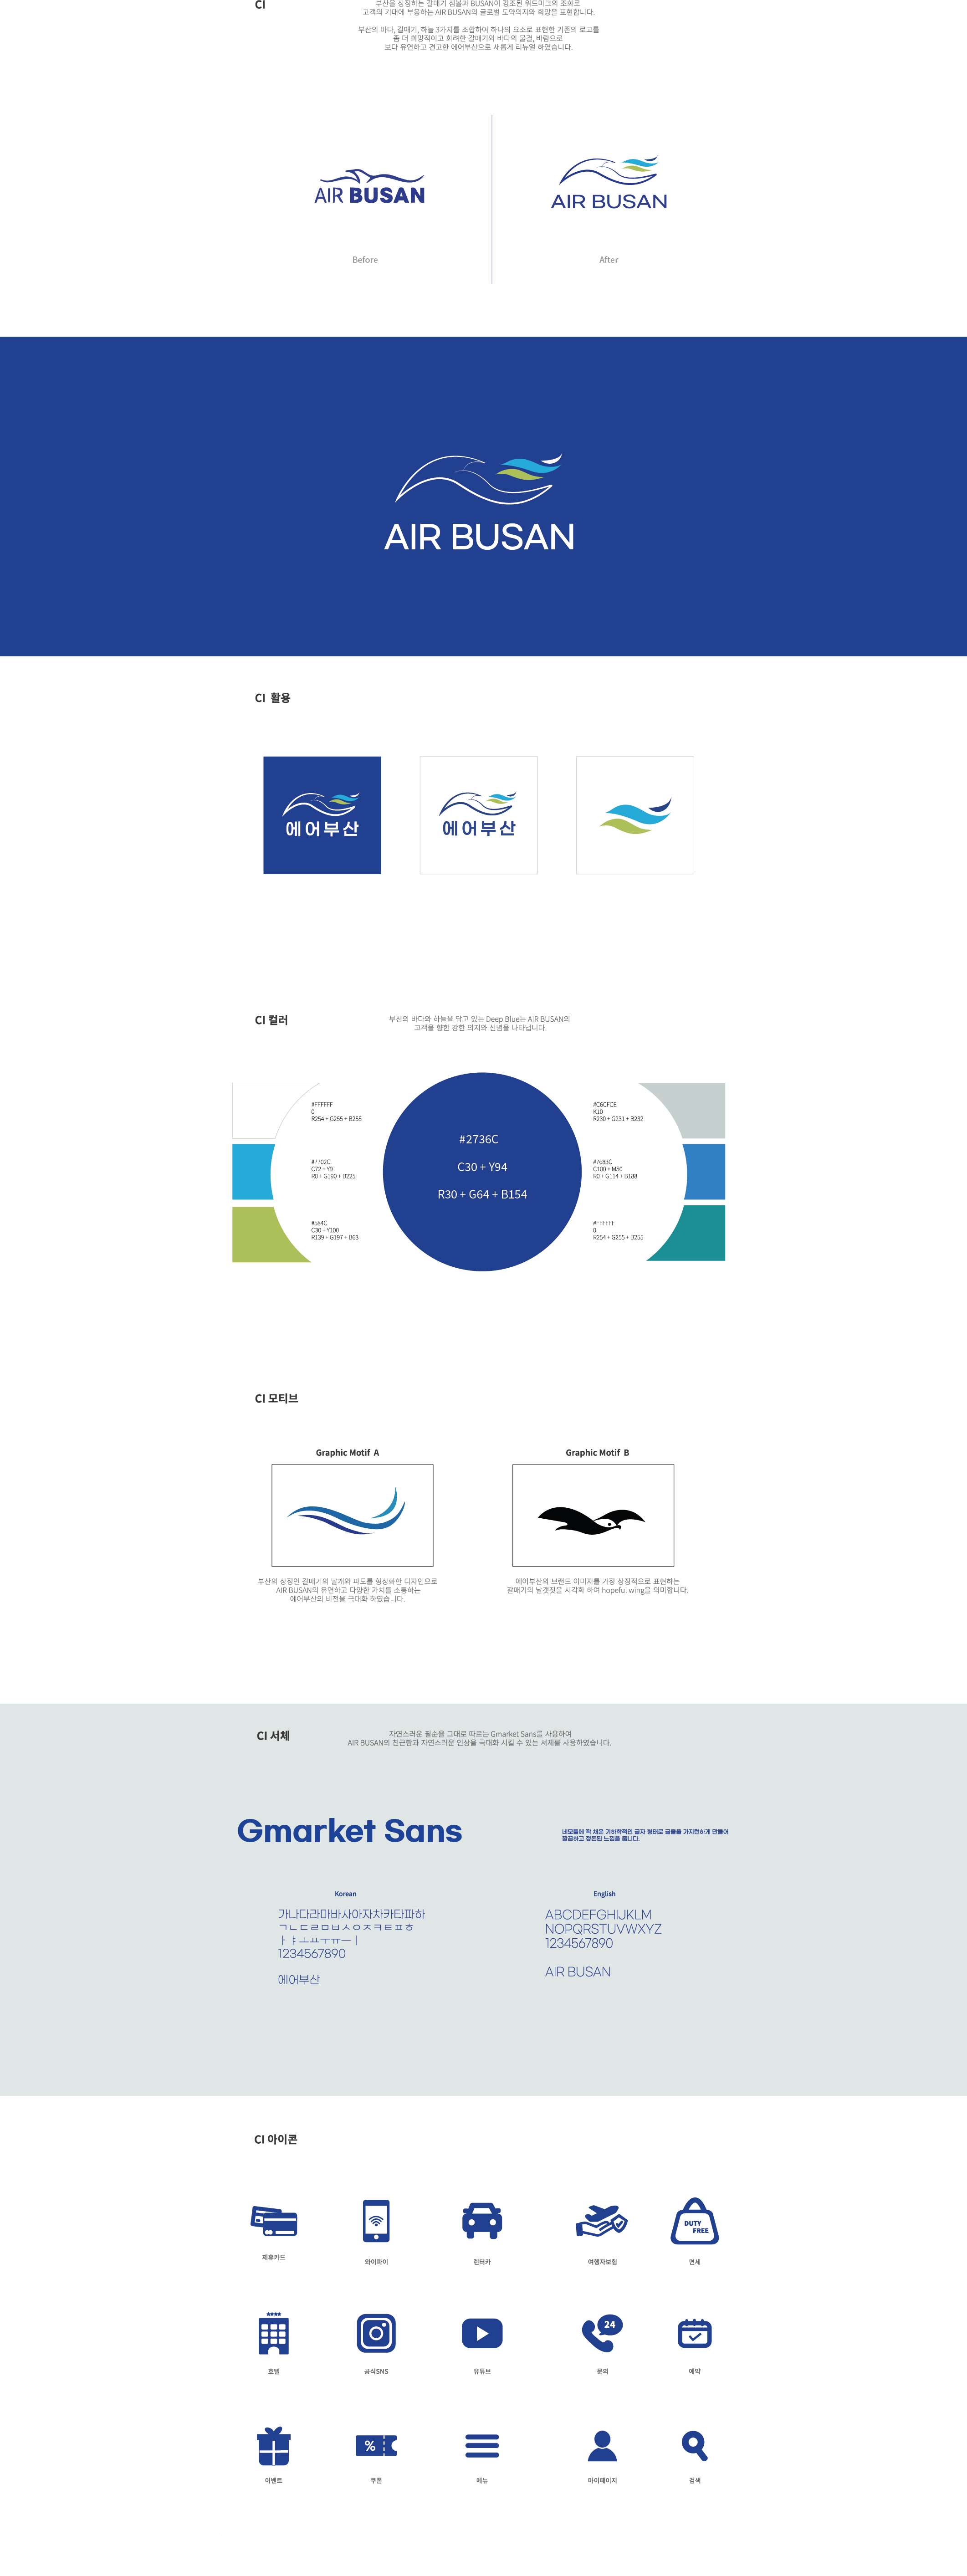 CI
부산을 상징하는 갈매기 심볼과 BUSAN이 강조된 워드마크의 조화로
고객의 기대에 부응하는 AIR BUSAN의 글로벌 도약의지와 희망을 표현합니다.
부산의 바다, 갈매기, 하늘 3가지를 조합하여 하나의 요소로 표현한 기존의 로고를
좀 더 희망적이고 화려한 갈매기와 바다의 물결, 바람으로
보다 유연하고 견고한 에어부산으로 새롭게 리뉴얼 하였습니다.
AIR BUSAN
AIR BUSAN
Before
After
AIR BUSAN
CI 활용
에어부산
에어부산
CI 컬러
부산의 바다와 하늘을 담고 있는 Deep Blue는 AIR BUSAN의
고객을 향한 강한 의지와 신념을 나타냅니다.
#FFFFFF
0
R254 + G255 + B255
#7702C
C72 + Y9
R0 + G190 + B225
#584C
C30 + Y100
R139 + G197 + B63
#2736C
C30 + Y94
R30 + G64 + B154
#C6CFCE
K10
R230 + G231 + B232
#7683C
C100 + M50
R0 + G114 + B188
#FFFFFF
0
R254 + G255 + B255
CI 모티브
Graphic Motif A
Graphic Motif B
부산의 상징인 갈매기의 날개와 파도를 형상화한 디자인으로
AIR BUSAN의 유연하고 다양한 가치를 소통하는
에어부산의 비전을 극대화 하였습니다.
에어부산의 브랜드 이미지를 가장 상징적으로 표현하는
갈매기의 날갯짓을 시각화 하여 hopeful wing을 의미합니다.
CI 서체
자연스러운 필순을 그대로 따르는 Gmarket Sans를 사용하여
AIR BUSAN의 친근함과 자연스러운 인상을 극대화 시킬 수 있는 서체를 사용하였습니다.
Gmarket Sans
네모틀에 꽉 채운 기하학적인 글자 형태로 글줄을 가지런하게 만들어
깔끔하고 정돈된 느낌을 줍니다.
Korean
가나다라마바사아자차카타파하
ㄱㄴㄷㄹㅁㅂㅅㅇㅈㅋㅌㅍㅎ
ㅏㅑㅗㅛㅜㅠㅡㅣ
1234567890
에어부산
English
ABCDEFGHIJKLM
NOPQRSTUVWXYZ
1234567890
AIR BUSAN
CI 아이콘
DUTY
FREE
제휴카드
와이파이
렌터카
여행자보험
면세
24
호텔
공식SNS
유튜브
문의
예약
%
이벤트
쿠폰
메뉴
마이페이지
검색